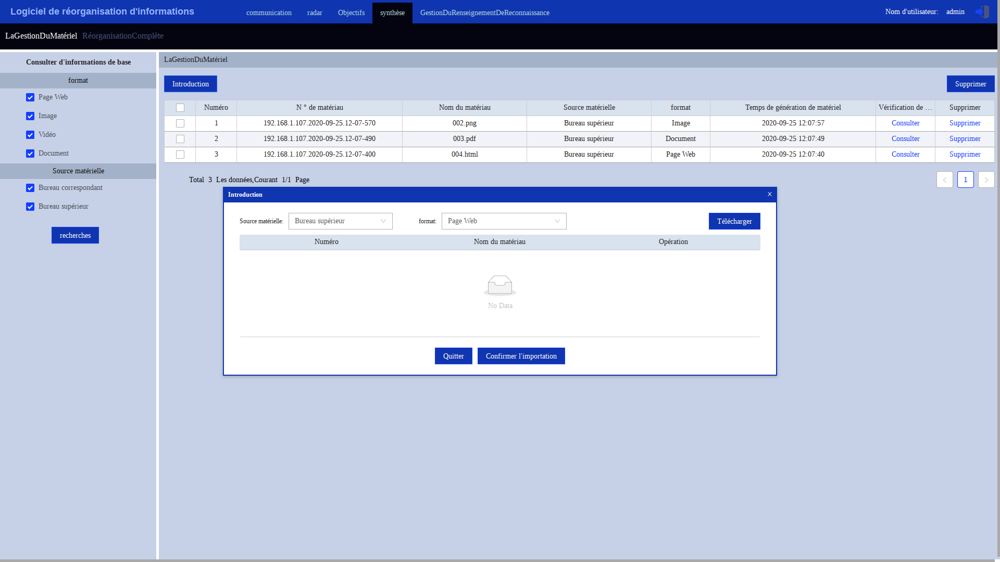 Logiciel de réorganisation d'informations communication radar Objectifs synthèse GestionDuRenseignementDeReconnaissance Nom d'utilisateur: admin
LaGestionDuMatériel RéorganisationComplète
Consulter d'informations de base
format
Page Web
Image
Vidéo
Document
Source matérielle
Bureau correspondant
Bureau supérieur
recherches
LaGestionDuMatériel
Introduction Supprimer
Numéro N ° de matériau Nom du matériau Source matérielle format Temps de génération de matériel Vérification de ... Supprimer
1 192.168.1.107.2020-09-25.12-07-570 002.png Bureau supérieur Image 2020-09-25 12:07:57 Consulter Supprimer
2 192.168.1.107.2020-09-25.12-07-490 003.pdf Bureau supérieur Document 2020-09-25 12:07:49 Consulter Supprimer
3 192.168.1.107.2020-09-25.12-07-400 004.html Bureau supérieur Page Web 2020-09-25 12:07:40 Consulter Supprimer
Total 3 Les données,Courant 1/1 Page < 1 >
Introduction X
Source matérielle: Bureau supérieur format: Page Web Télécharger
Numéro Nom du matériau Opération
No Data
Quitter Confirmer l'importation